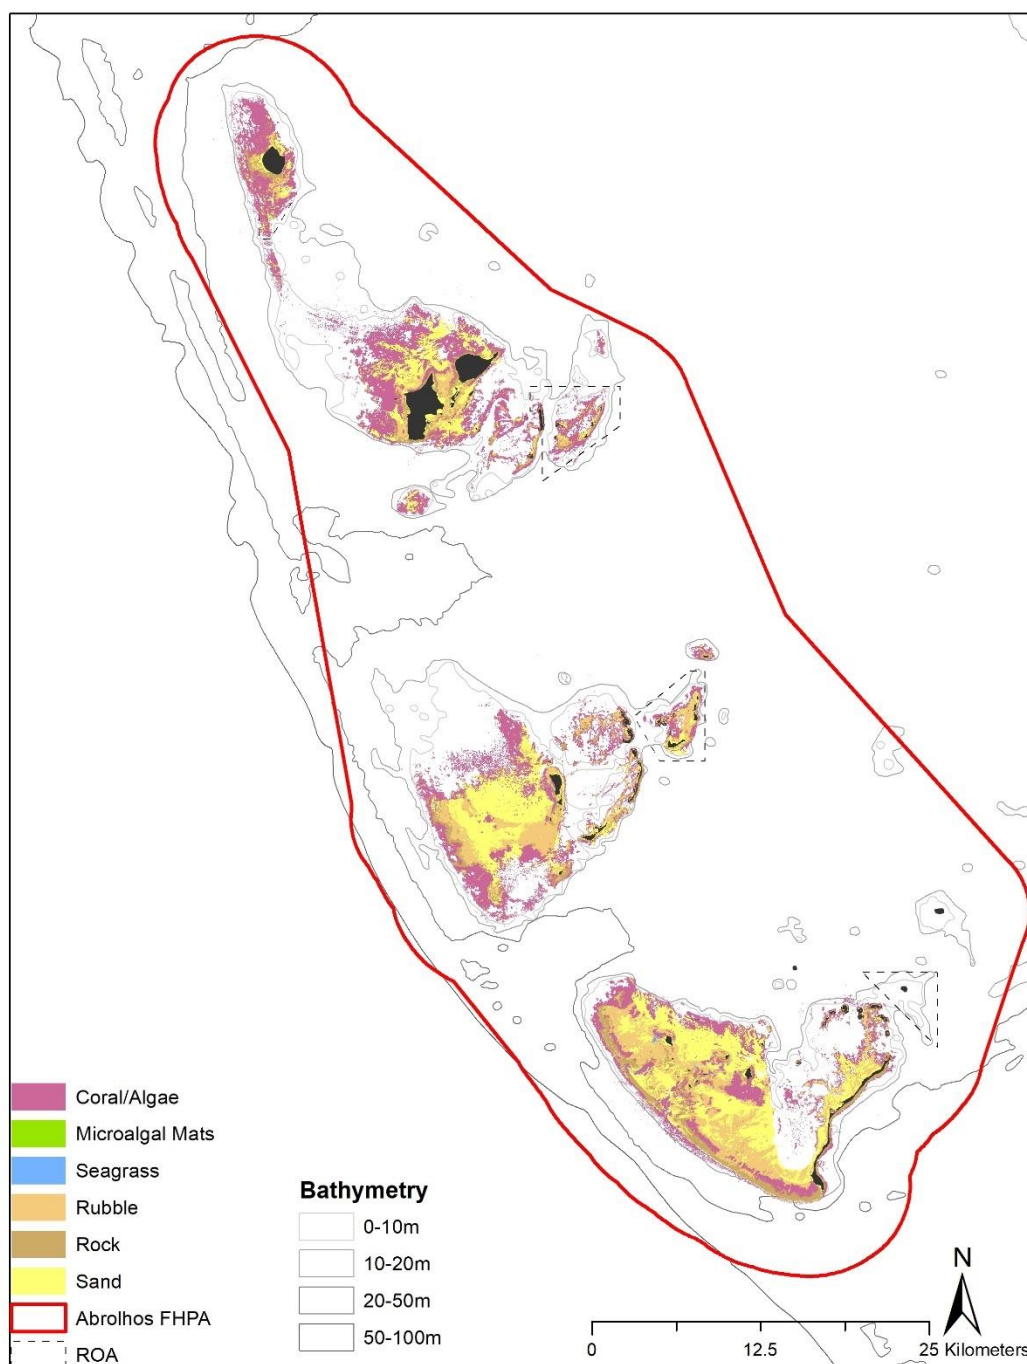 Coral/Algae
Microalgal Mats
Seagrass
Rubble
Rock
Sand
Abrolhos FHPA
ROA
Bathymetry
0-10m
10-20m
20-50m
50-100m
N
0 12.5 25 Kilometers